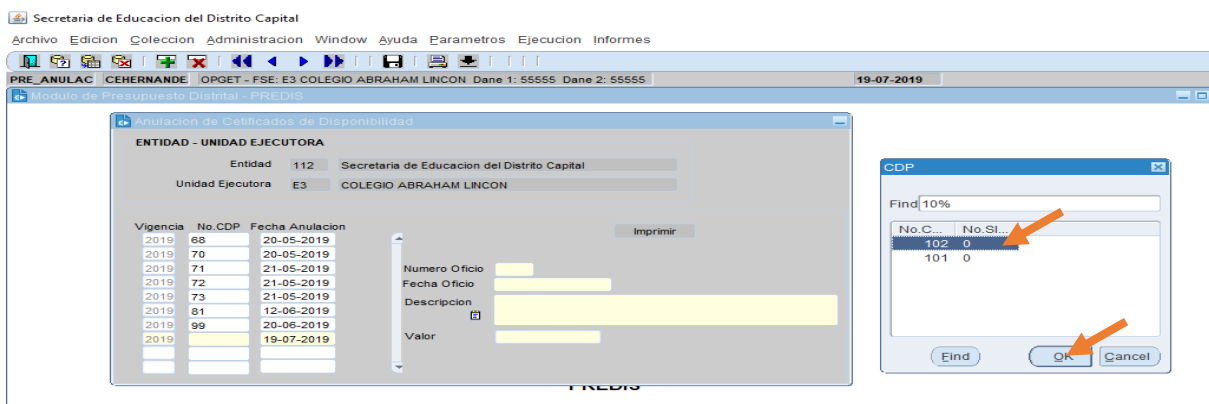 Secretaria de Educacion del Distrito Capital
Archivo Edicion Coleccion Administracion Window Ayuda Parametros Ejecucion Informes
PRE_ANULAC CEHERNANDE OPGET - FSE: E3 COLEGIO ABRAHAM LINCON Dane 1: 55555 Dane 2: 55555 19-07-2019
Modulo de Presupuesto Distrital - PREDIS
Anulacion de Cetificados de Disponibilidad
ENTIDAD - UNIDAD EJECUTORA
Entidad 112 Secretaria de Educacion del Distrito Capital
Unidad Ejecutora E3 COLEGIO ABRAHAM LINCON
Vigencia No.CDP Fecha Anulacion
Imprimir
2019 68 20-05-2019
2019 70 20-05-2019
2019 71 21-05-2019
2019 72 21-05-2019
2019 73 21-05-2019
2019 81 12-06-2019
2019 99 20-06-2019
2019 19-07-2019
Numero Oficio
Fecha Oficio
Descripcion
Valor
CDP
Find 10%
No.C... No.SI...
102 0
101 0
Find OK Cancel
PREDIS